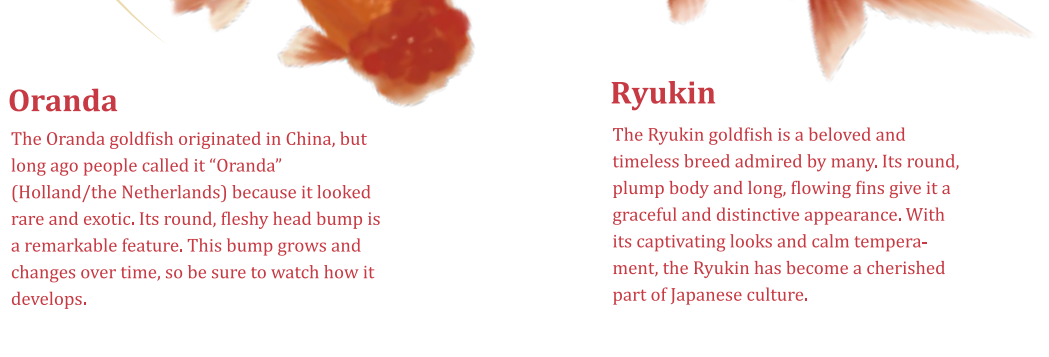 Oranda
The Oranda goldfish originated in China, but
long ago people called it “Oranda”
(Holland/the Netherlands) because it looked
rare and exotic. Its round, fleshy head bump is
a remarkable feature. This bump grows and
changes over time, so be sure to watch how it
develops.
Ryukin
The Ryukin goldfish is a beloved and
timeless breed admired by many. Its round,
plump body and long, flowing fins give it a
graceful and distinctive appearance. With
its captivating looks and calm tempera-
ment, the Ryukin has become a cherished
part of Japanese culture.